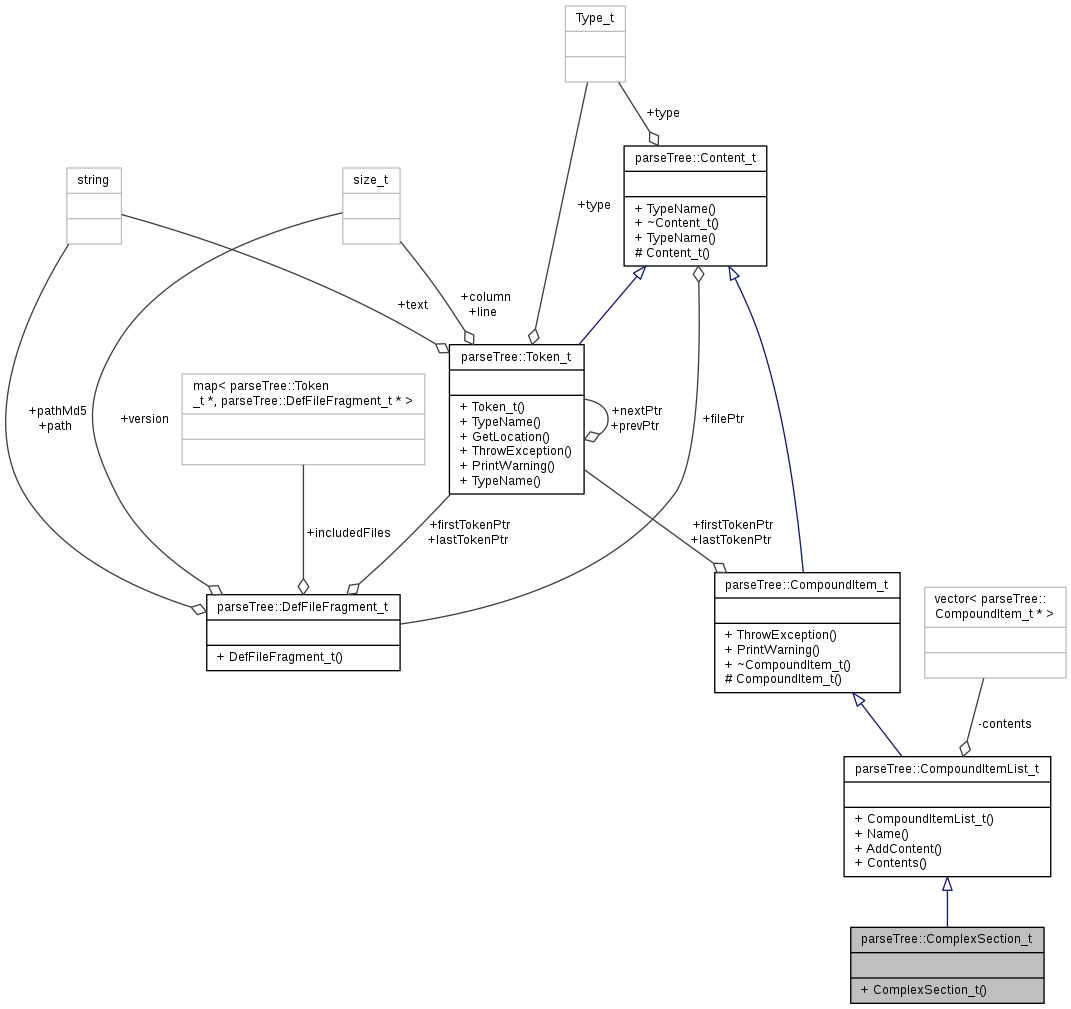 Type_t
+type
parseTree::Content_t
+ TypeName()
+ ~Content_t()
+ TypeName()
# Content_t()
string
size_t
+type
+text
+column
+line
parseTree::Token_t
+ Token_t()
+ TypeName()
+ GetLocation()
+ ThrowException()
+ PrintWarning()
+ TypeName()
map< parseTree::Token
_t *, parseTree::DefFileFragment_t * >
+pathMd5
+path
+version
+nextPtr
+prevPtr
+filePtr
+includedFiles
+firstTokenPtr
+lastTokenPtr
+firstTokenPtr
+lastTokenPtr
parseTree::DefFileFragment_t
+ DefFileFragment_t()
parseTree::CompoundItem_t
+ ThrowException()
+ PrintWarning()
+ ~CompoundItem_t()
# CompoundItem_t()
vector< parseTree::
CompoundItem_t * >
-contents
parseTree::CompoundItemList_t
+ CompoundItemList_t()
+ Name()
+ AddContent()
+ Contents()
parseTree::ComplexSection_t
+ ComplexSection_t()